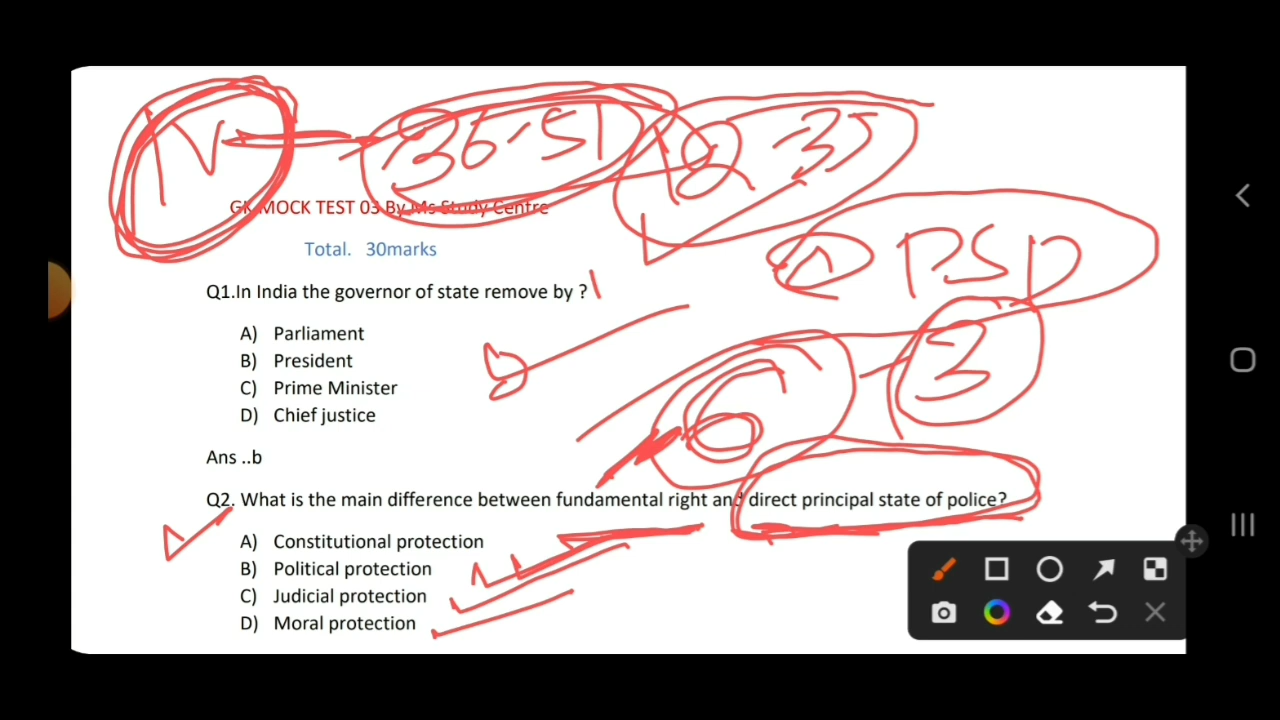 IV 36-51 12-35
GK MOCK TEST 03 By Ms Study Centre
Total. 30marks
PSP
Q1.In India the governor of state remove by ?
A) Parliament
B) President
C) Prime Minister
D) Chief justice
3
Ans ..b
Q2. What is the main difference between fundamental right and direct principal state of police?
A) Constitutional protection
B) Political protection
C) Judicial protection
D) Moral protection